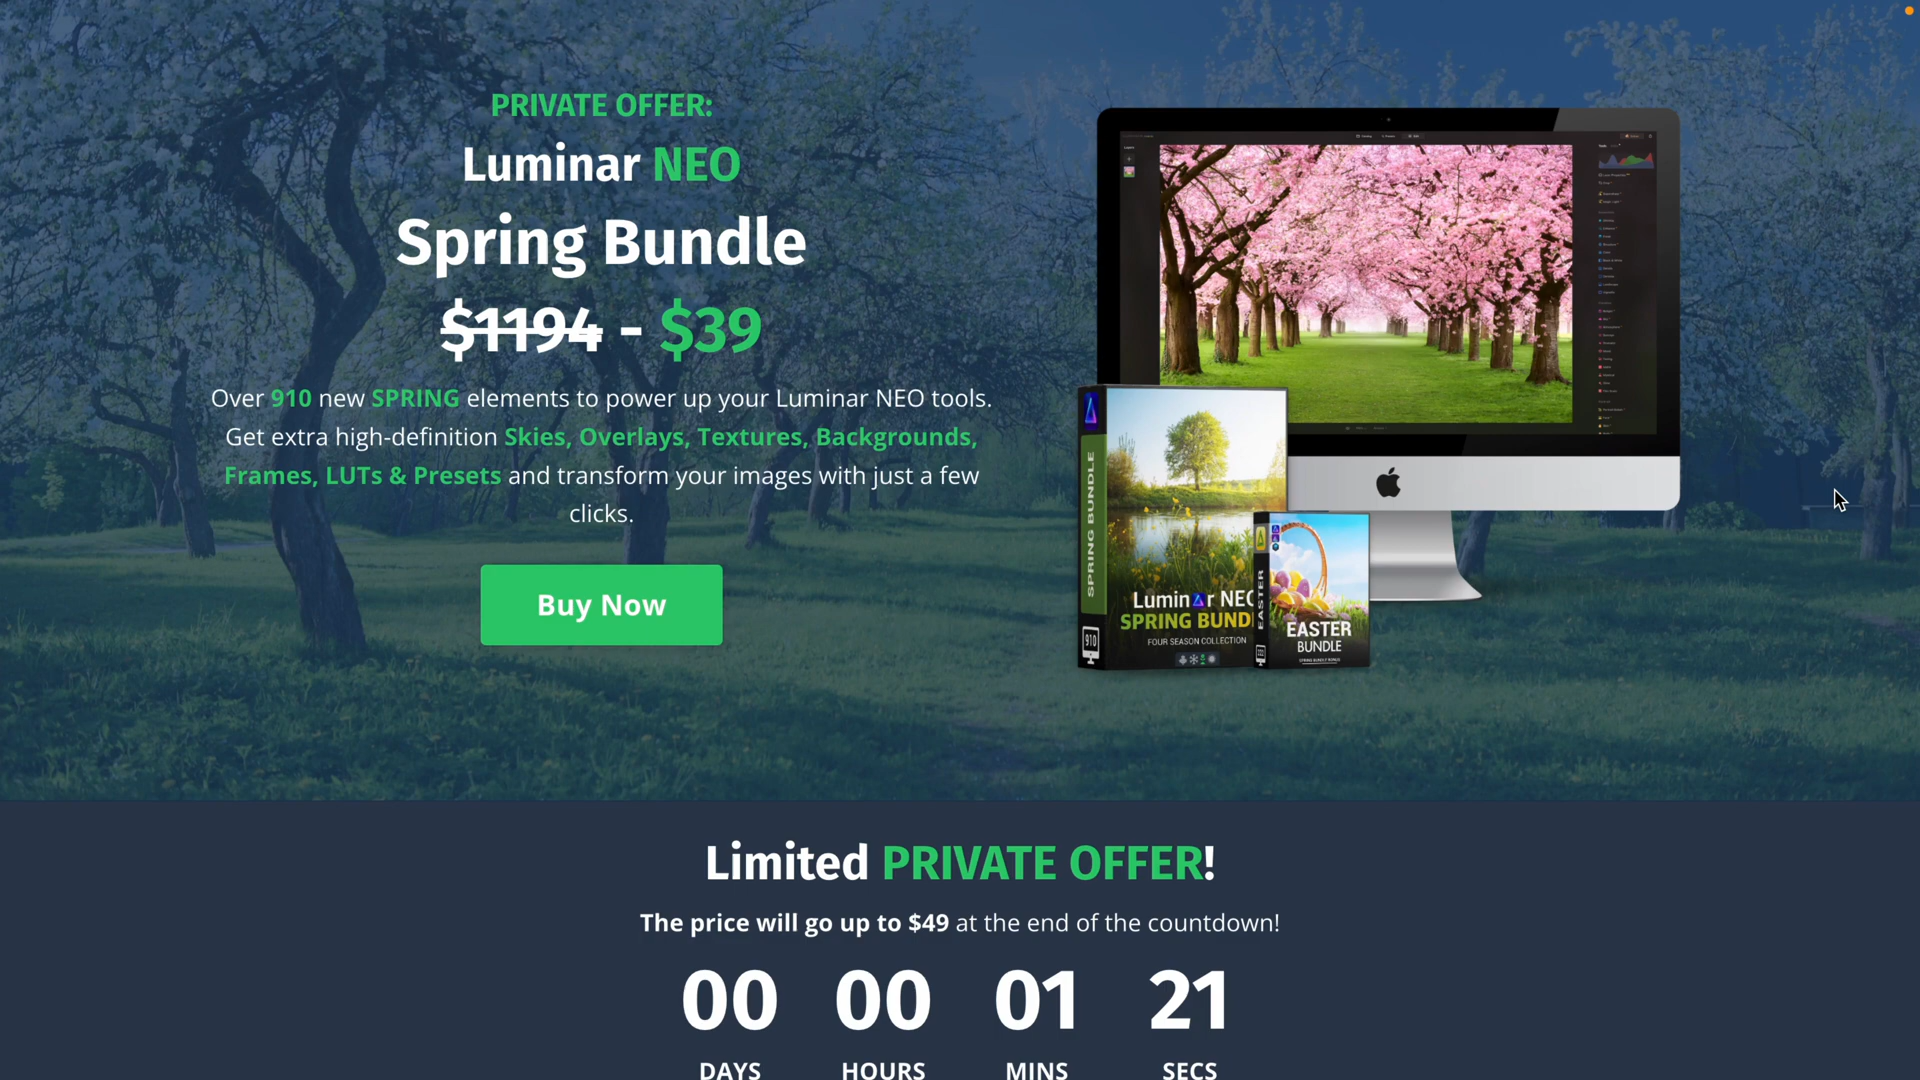 PRIVATE OFFER:
Luminar NEO
Spring Bundle
$1194 - $39
Over 910 new SPRING elements to power up your Luminar NEO tools.
Get extra high-definition Skies, Overlays, Textures, Backgrounds,
Frames, LUTs & Presets and transform your images with just a few
clicks.
Buy Now
SPRING BUNDLE
910
Luminar NEO
SPRING BUND
FOUR SEASON COLLECTION
EASTER
EASTER
BUNDLE
SPRING BUNDLE BONUS
Limited PRIVATE OFFER!
The price will go up to $49 at the end of the countdown!
00 00 01 21
DAYS HOURS MINS SECS